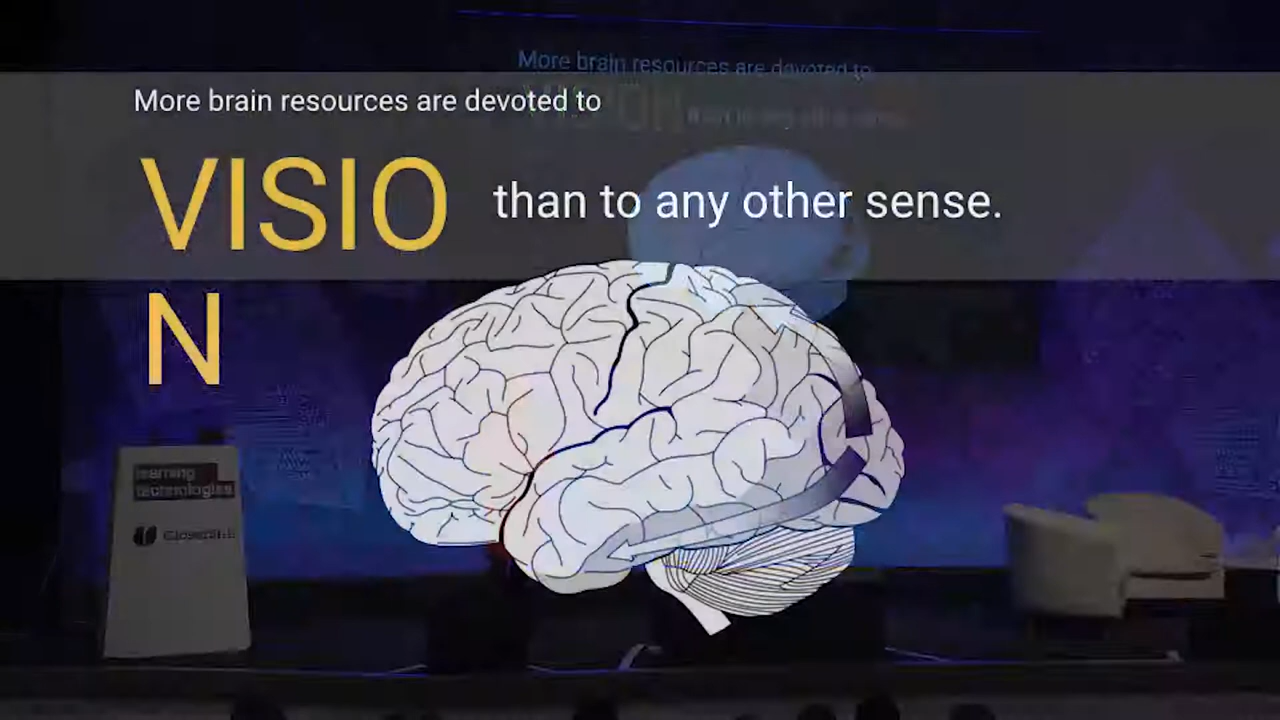 More brain resources are devoted to
More brain resources are devoted to
VISION
than to any other sense.
learning
technologies